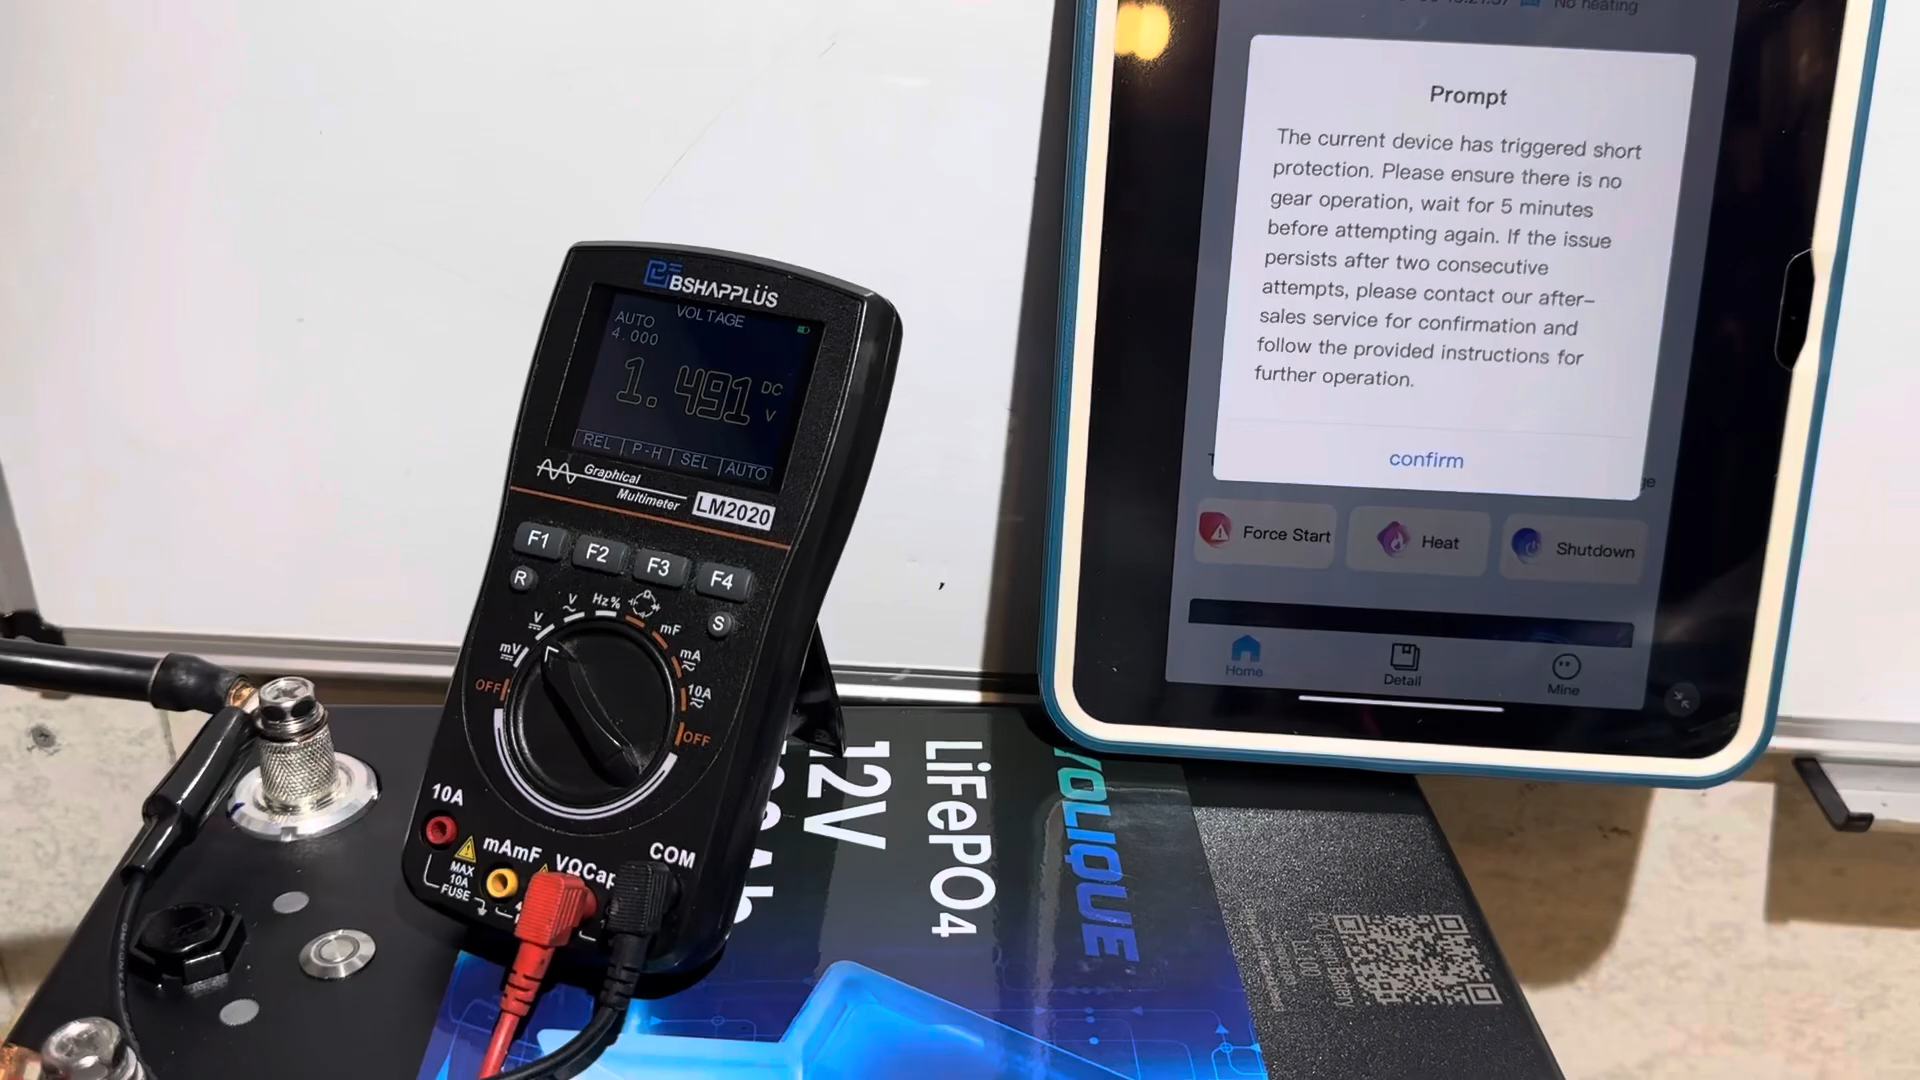 No heating
Prompt
The current device has triggered short
protection. Please ensure there is no
gear operation, wait for 5 minutes
before attempting again. If the issue
persists after two consecutive
attempts, please contact our after-
sales service for confirmation and
follow the provided instructions for
further operation.
confirm
Force Start
Heat
Shutdown
Home
Detail
Mine
BSHAPPLÜS
VOLTAGE
AUTO
4.000
1.491
DC
V
REL
P-H
SEL
AUTO
Graphical
Multimeter
LM2020
F1
F2
F3
F4
R
S
OFF
mV
V
V
Hz%
mF
mA
10A
OFF
10A
MAX
10A
FUSE
mAmF
VΩCap
COM
12V
LiFePO4